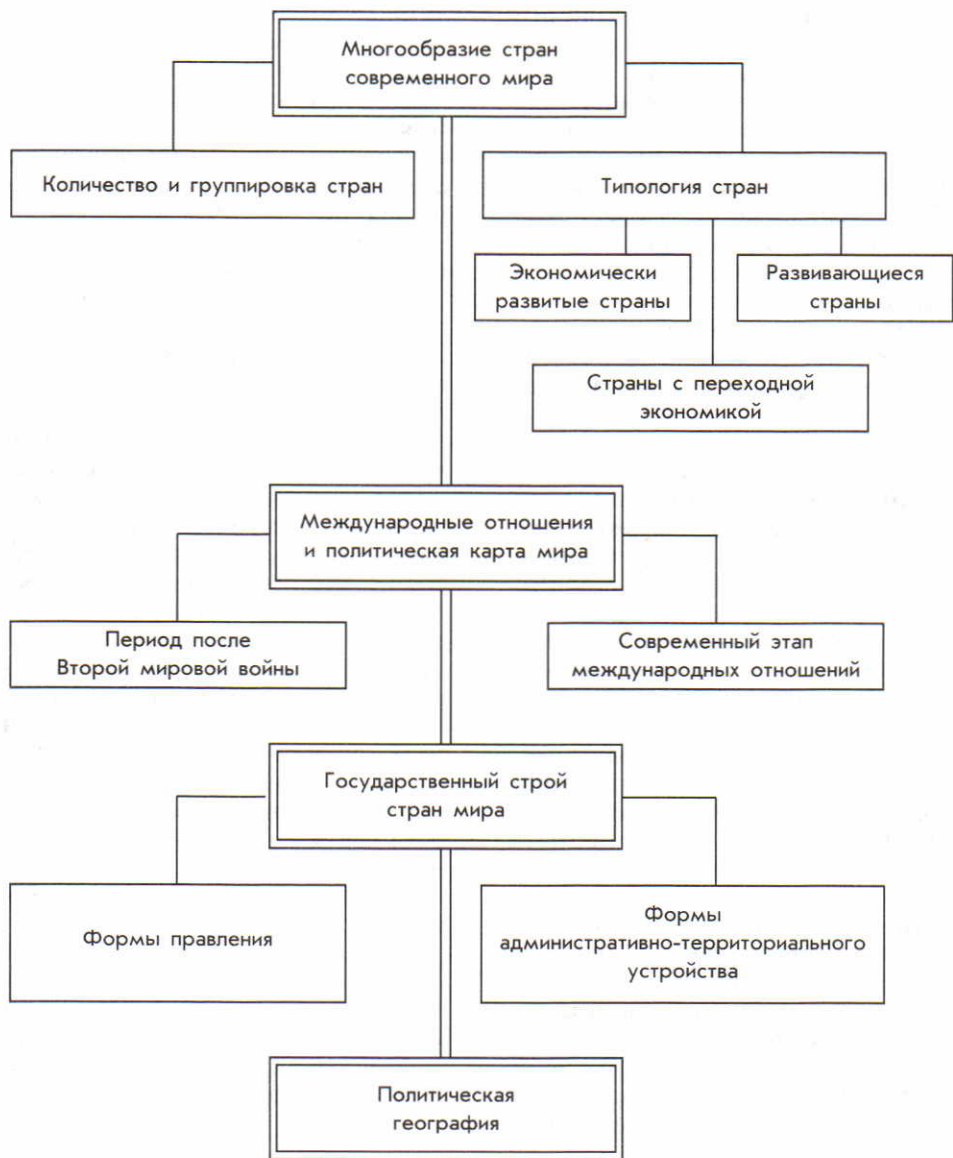 Многообразие стран
современного мира
Количество и группировка стран
Типология стран
Экономически
развитые страны
Развивающиеся
страны
Страны с переходной
экономикой
Международные отношения
и политическая карта мира
Период после
Второй мировой войны
Современный этап
международных отношений
Государственный строй
стран мира
Формы правления
Формы
административно-территориального
устройства
Политическая
география